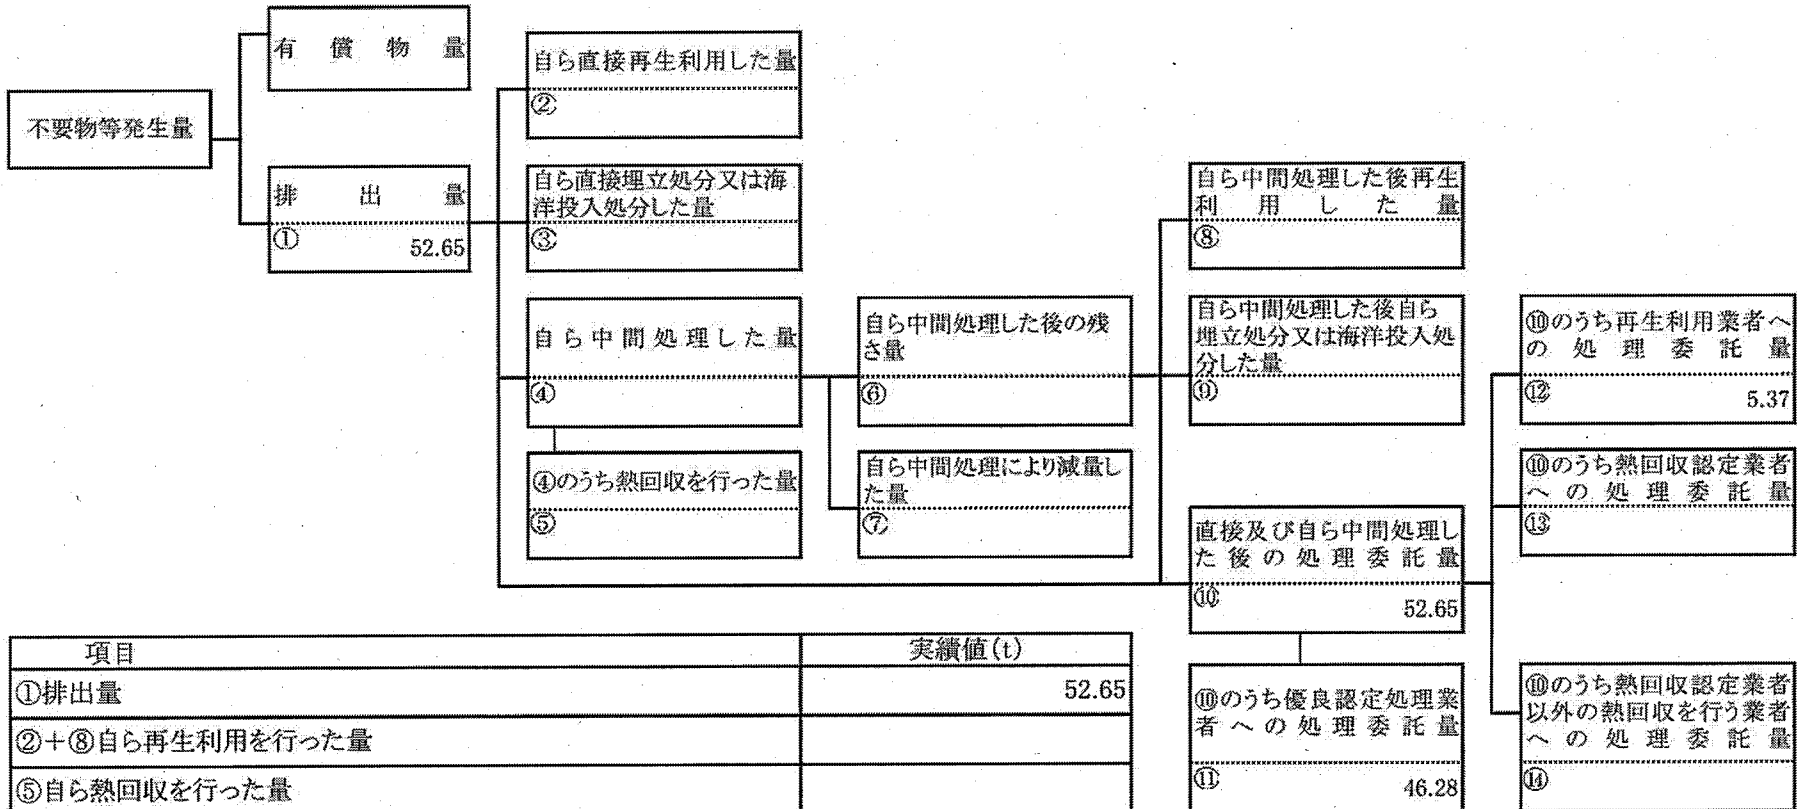 不要物等発生量
有償物量
排出量
①
52.65
自ら直接再生利用した量
②
自ら直接埋立処分又は海
洋投入処分した量
③
自ら中間処理した量
④
④のうち熱回収を行った量
⑤
自ら中間処理した後の残
さ量
⑥
自ら中間処理により減量し
た量
⑦
自ら中間処理した後再生
利用した量
⑧
自ら中間処理した後自ら
埋立処分又は海洋投入処
分した量
⑨
直接及び自ら中間処理し
た後の処理委託量
⑩
52.65
⑩のうち優良認定処理業
者への処理委託量
⑪
46.28
⑩のうち再生利用業者へ
の処理委託量
⑫
5.37
⑩のうち熱回収認定業者
への処理委託量
⑬
⑩のうち熱回収認定業者
以外の熱回収を行う業者
への処理委託量
⑭
項目 実績値(t)
①排出量 52.65
②+⑧自ら再生利用を行った量
⑤自ら熱回収を行った量